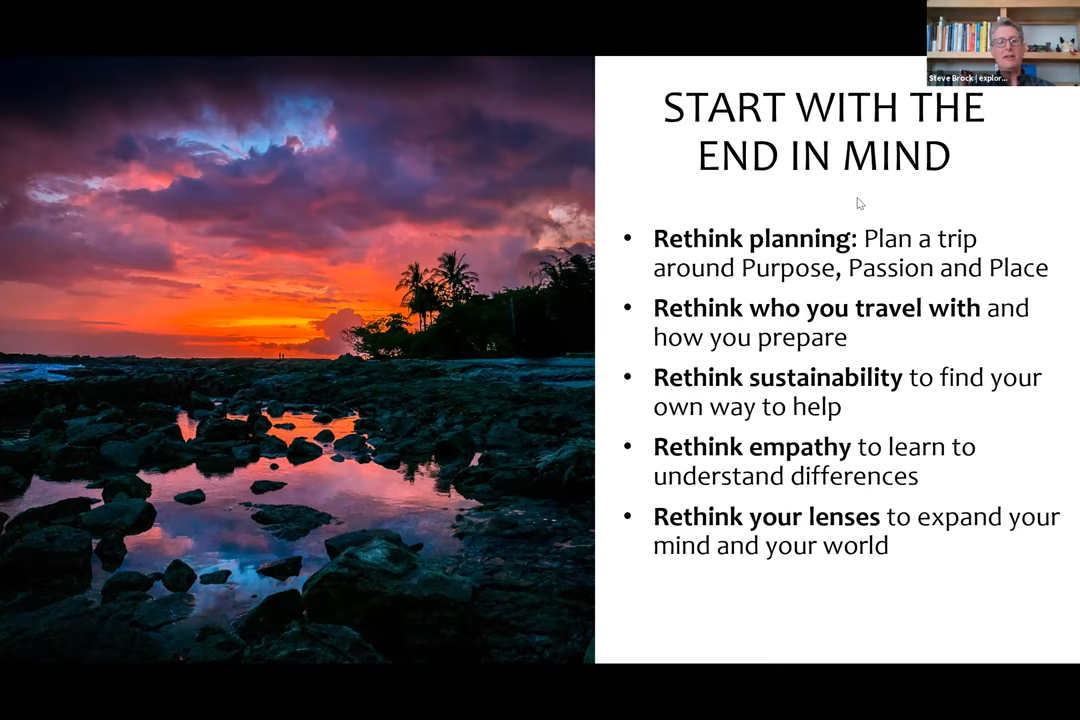 Steve Brock | explor...
START WITH THE
END IN MIND
• Rethink planning: Plan a trip
around Purpose, Passion and Place
• Rethink who you travel with and
how you prepare
• Rethink sustainability to find your
own way to help
• Rethink empathy to learn to
understand differences
• Rethink your lenses to expand your
mind and your world